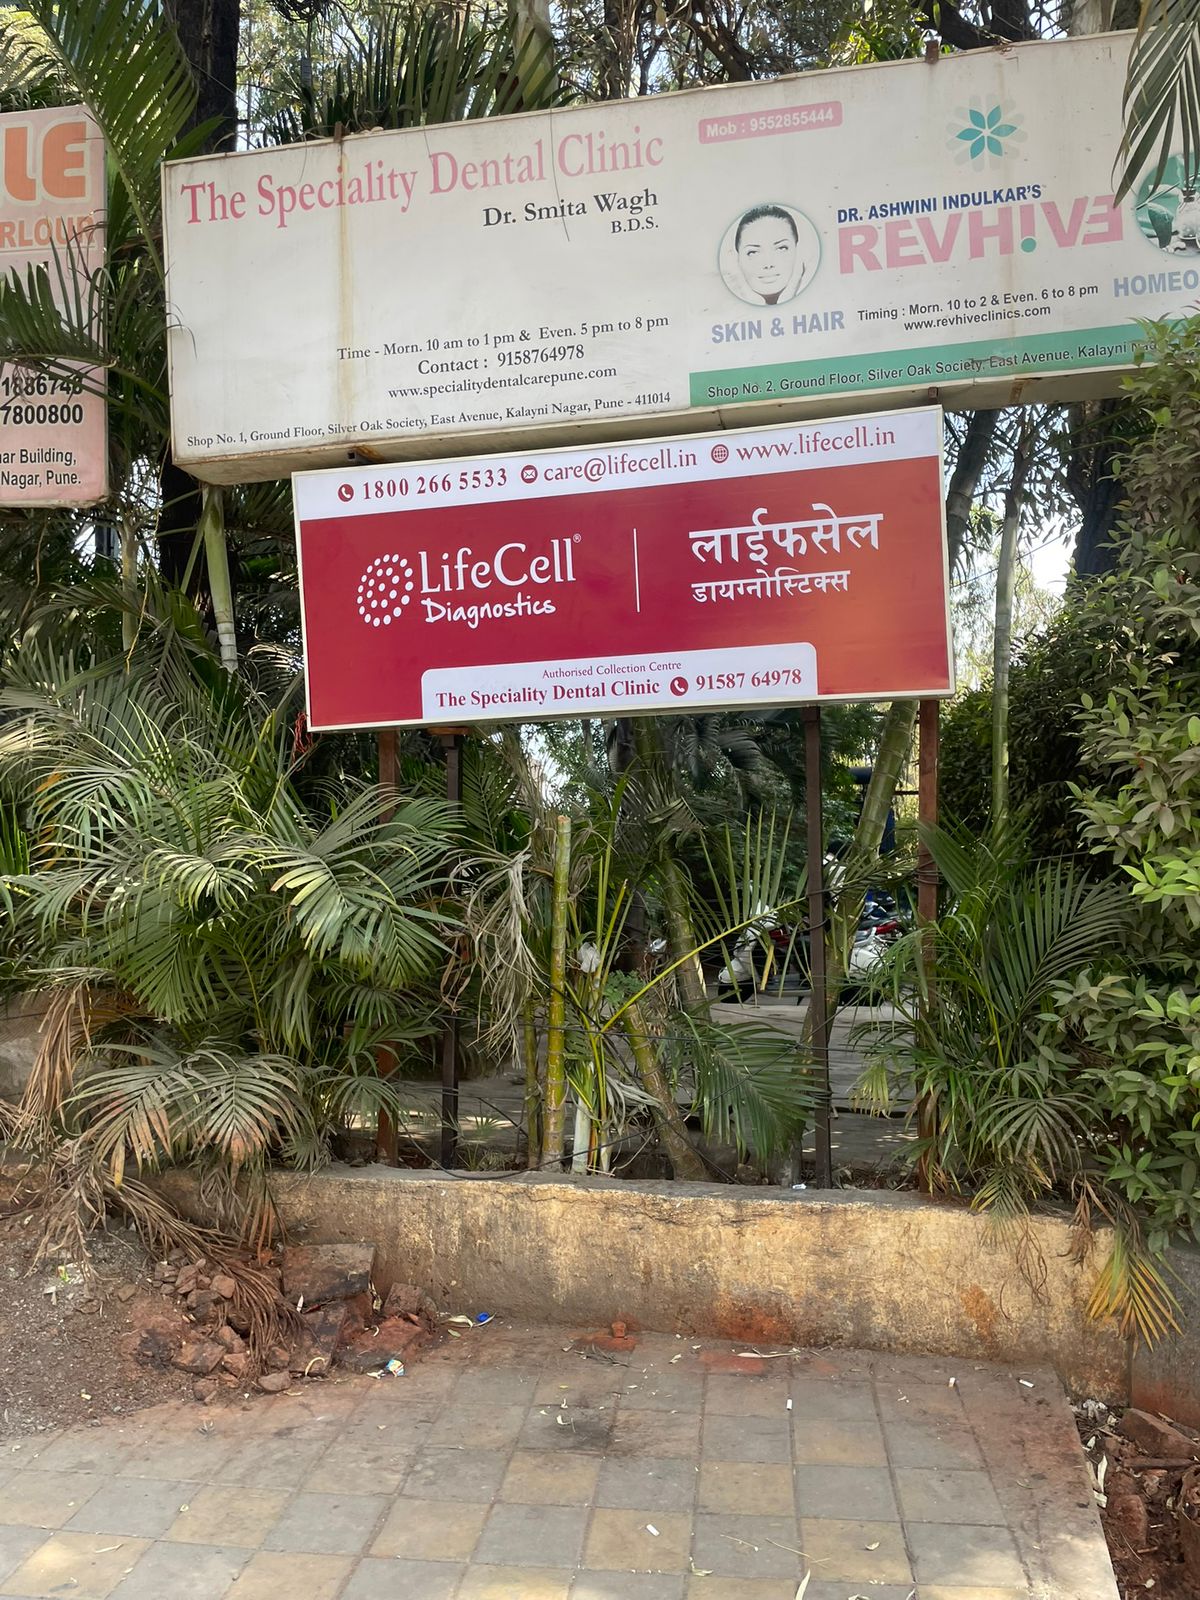 LE
RLOUR
7800800
ar Building,
Nagar, Pune.
The Speciality Dental Clinic
Dr. Smita Wagh
B.D.S.
Time - Morn. 10 am to 1 pm & Even. 5 pm to 8 pm
Contact : 9158764978
www.specialitydentalcarepune.com
Shop No. 1, Ground Floor, Silver Oak Society, East Avenue, Kalayni Nagar, Pune - 411014
Mob : 9552855444
DR. ASHWINI INDULKAR'S
REVH!VE
SKIN & HAIR
HOMEO
Timing : Morn. 10 to 2 & Even. 6 to 8 pm
www.revhiveclinics.com
Shop No. 2, Ground Floor, Silver Oak Society, East Avenue, Kalayni
1800 266 5533 care@lifecell.in www.lifecell.in
LifeCell®
Diagnostics
लाईफसेल
डायग्नोस्टिक्स
Authorised Collection Centre
The Speciality Dental Clinic 91587 64978